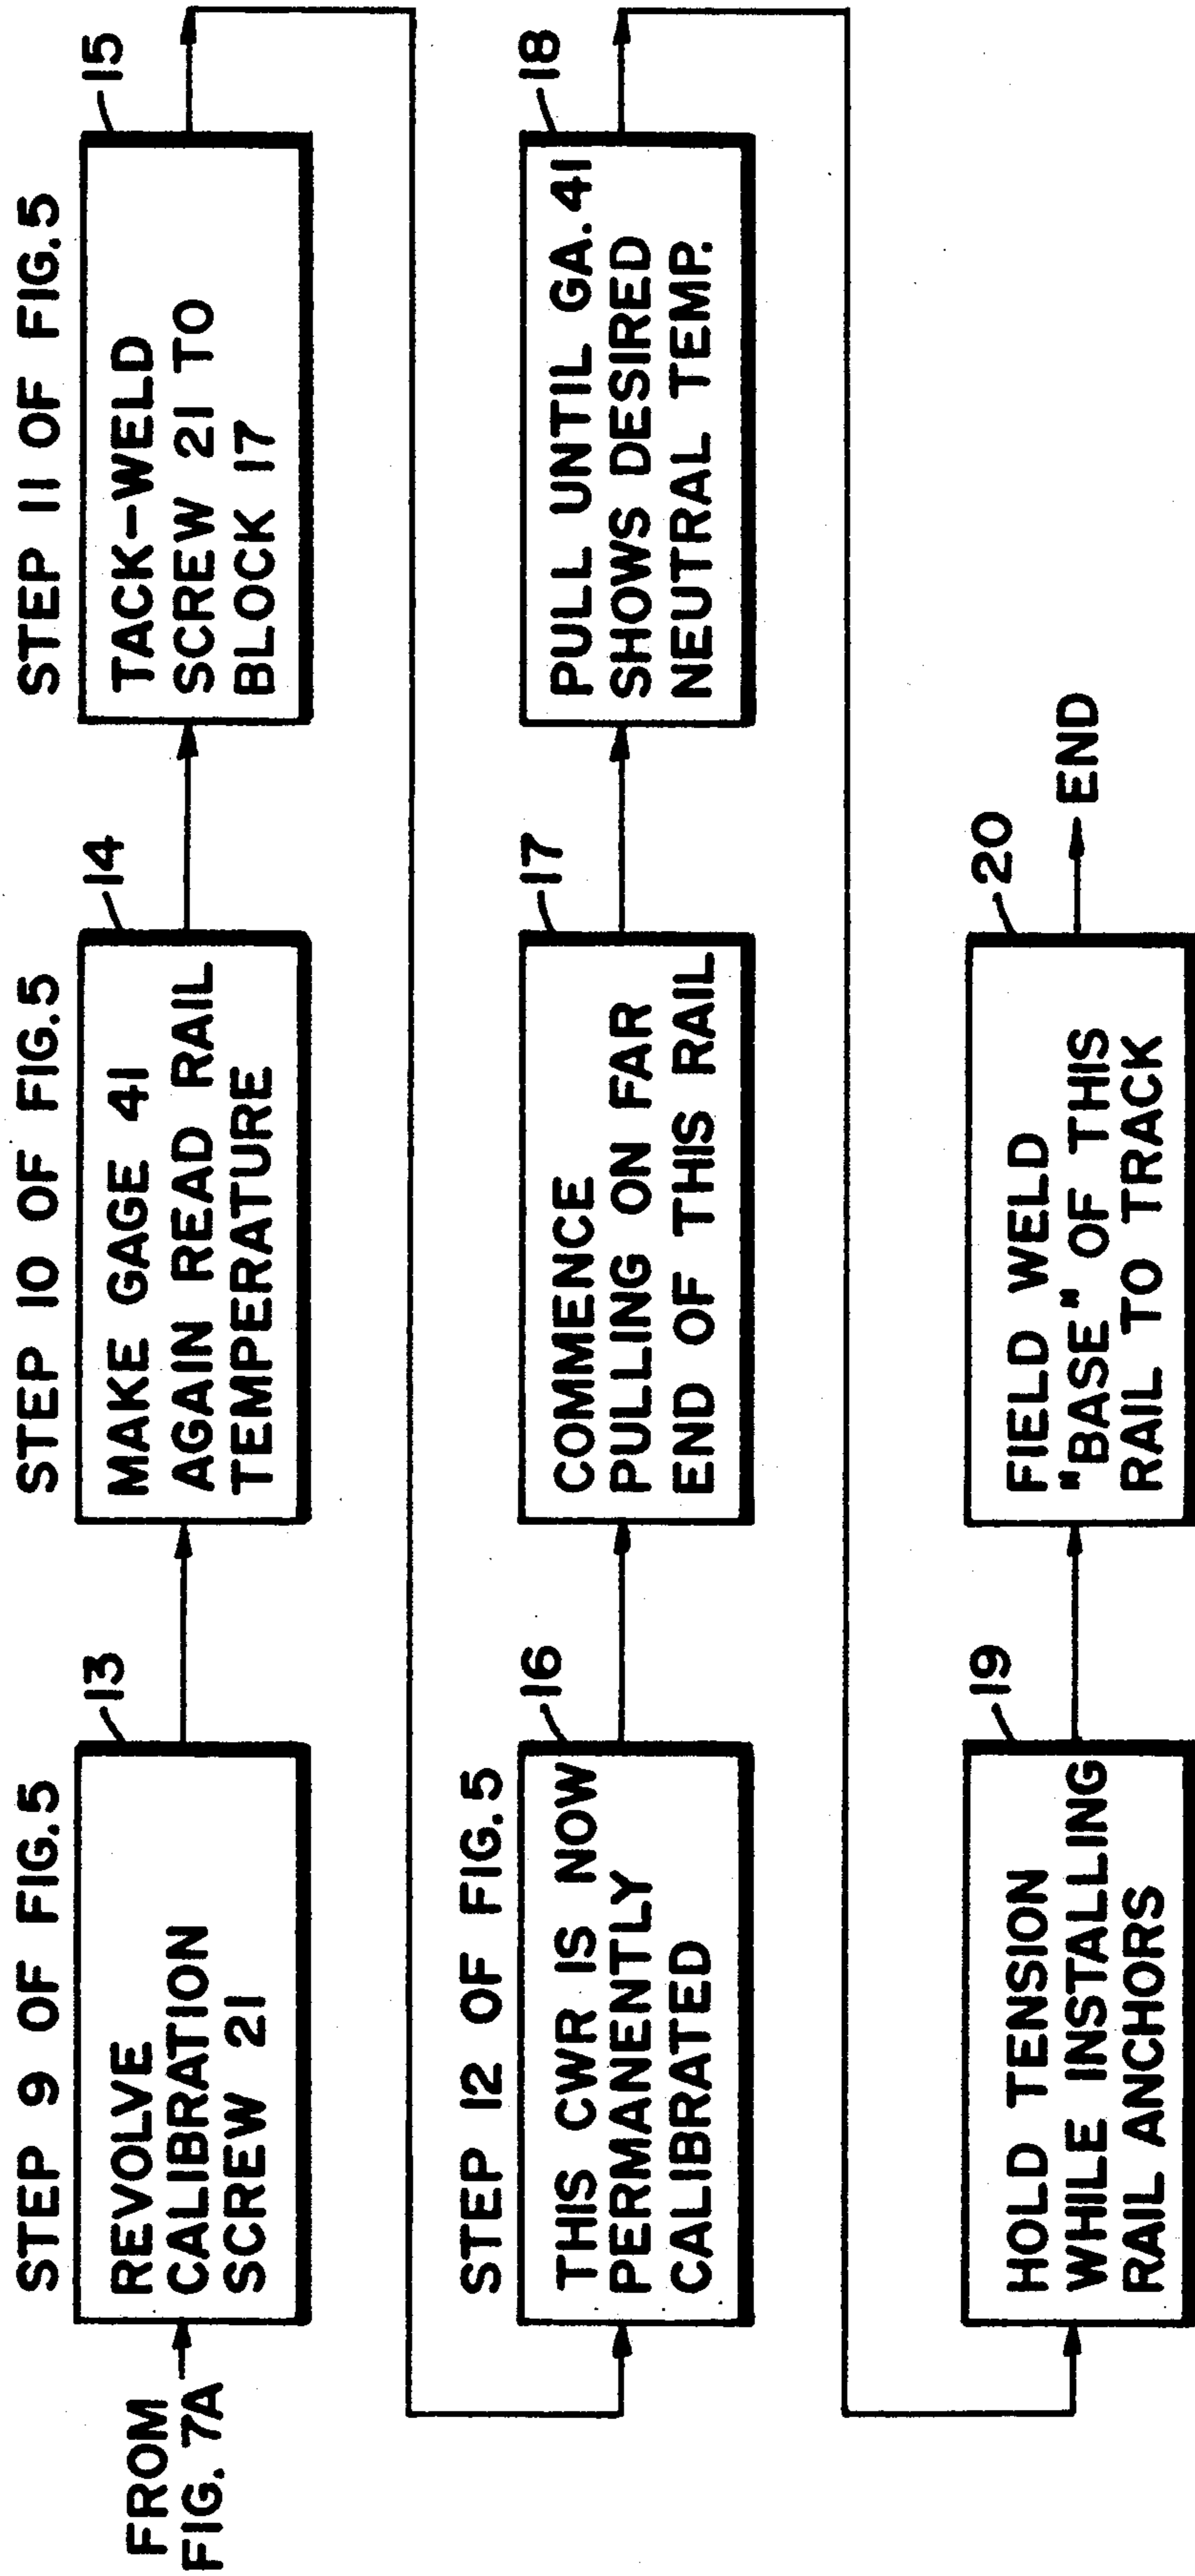 FROM
FIG. 7A
STEP 9 OF FIG. 5
13
REVOLVE
CALIBRATION
SCREW 21
STEP 10 OF FIG. 5
14
MAKE GAGE 41
AGAIN READ RAIL
TEMPERATURE
STEP 11 OF FIG. 5
15
TACK-WELD
SCREW 21 TO
BLOCK 17
STEP 12 OF FIG. 5
16
THIS CWR IS NOW
PERMANENTLY
CALIBRATED
17
COMMENCE
PULLING ON FAR
END OF THIS RAIL
18
PULL UNTIL GA. 41
SHOWS DESIRED
NEUTRAL TEMP.
19
HOLD TENSION
WHILE INSTALLING
RAIL ANCHORS
20
FIELD WELD
"BASE" OF THIS
RAIL TO TRACK
END